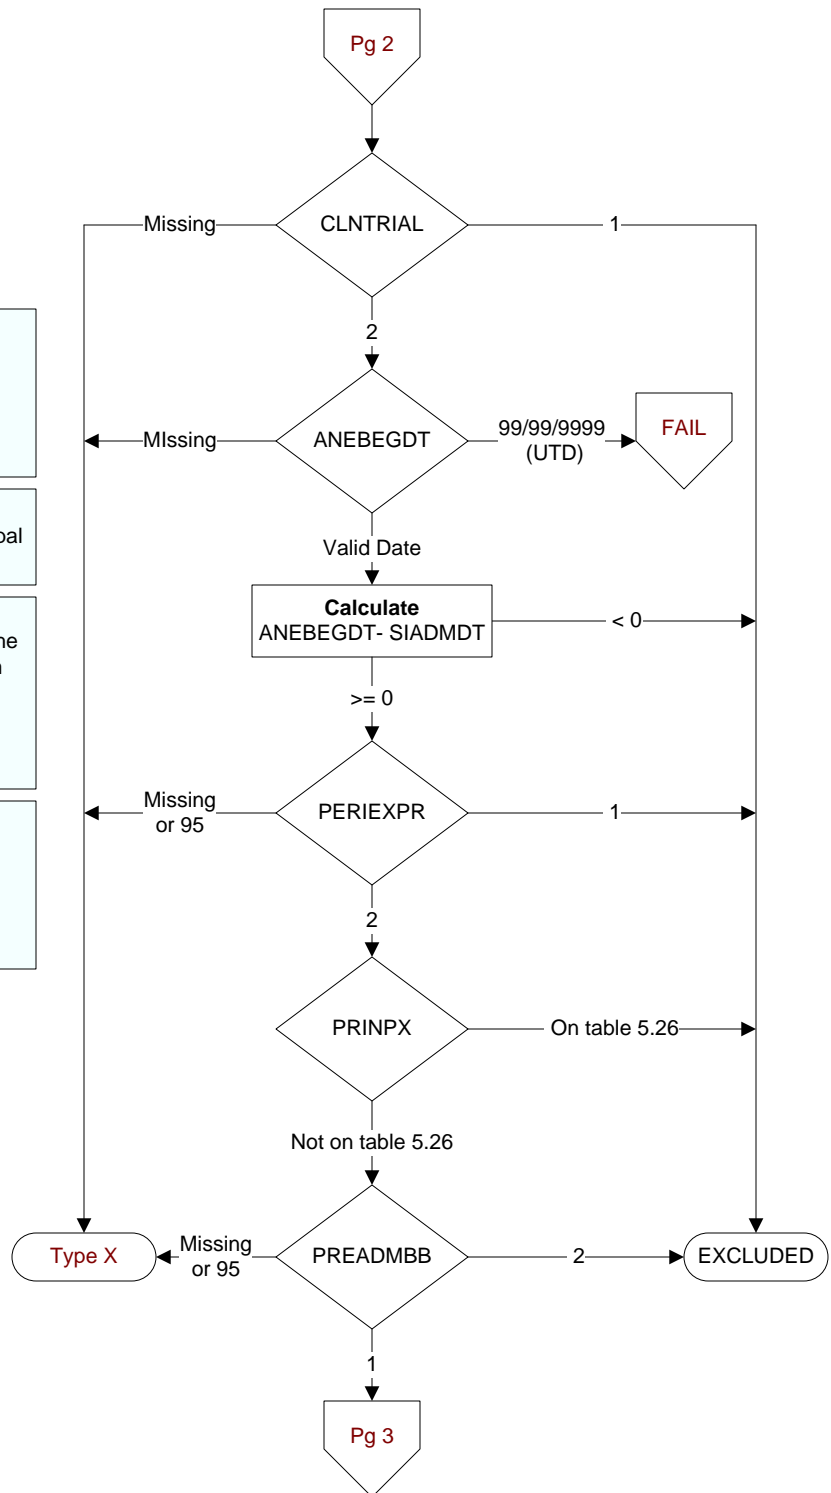 Pg 2
CLNTRIAL
Missing
1
2
ANEBEGDT
MIssing
99/99/9999
(UTD)
FAIL
Valid Date
Calculate
ANEBEGDT- SIADMDT
< 0
>= 0
PERIEXPR
Missing
or 95
1
2
PRINPX
On table 5.26
Not on table 5.26
PREADMBB
Missing
or 95
Type X
2
EXCLUDED
1
Pg 3